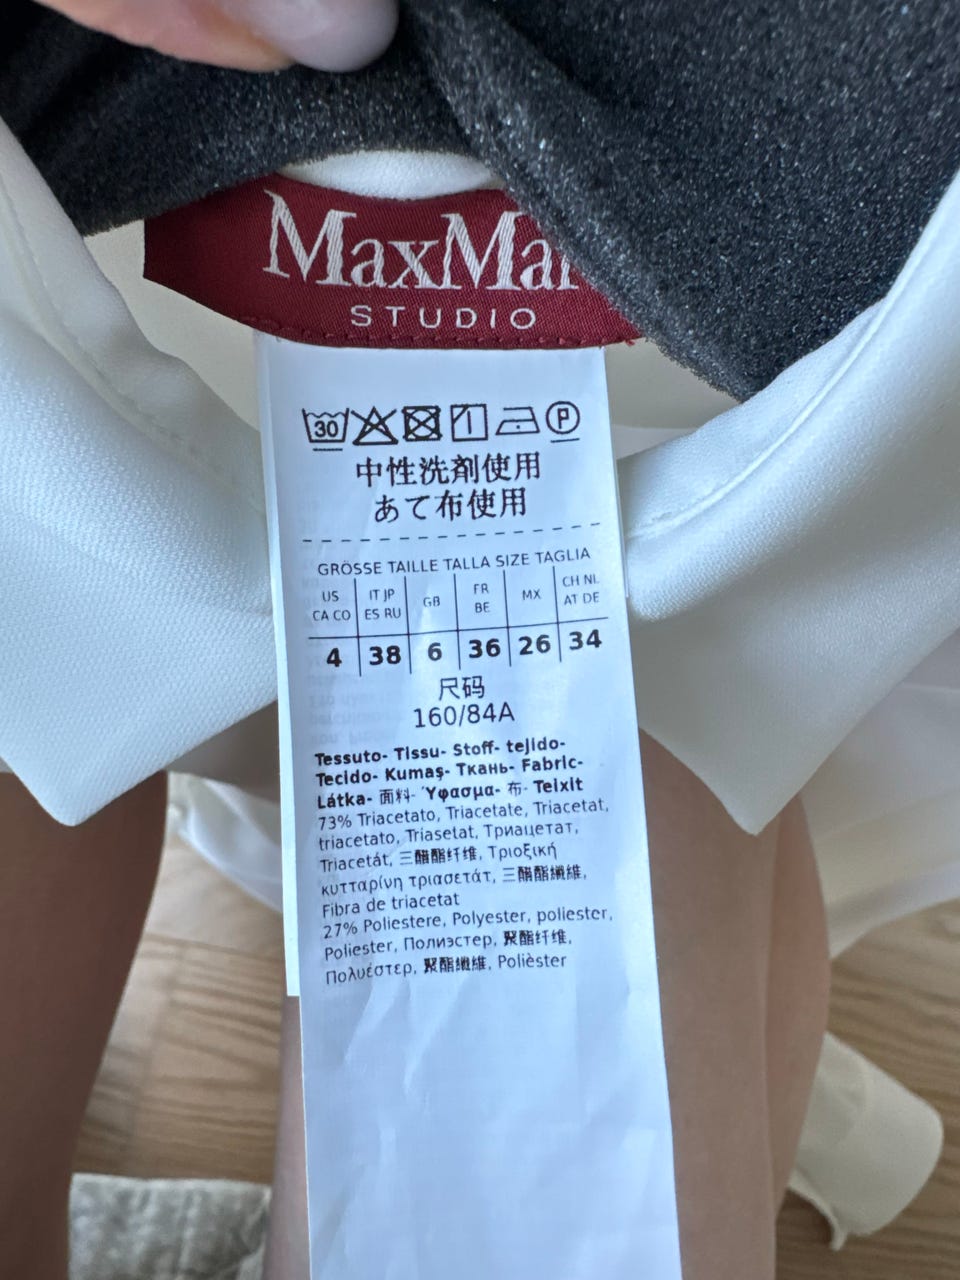 MaxMa
STUDIO
30 P
中性洗剤使用
あて布使用
GRÖSSE TAILLE TALLA SIZE TAGLIA
US CA CO IT JP ES RU GB FR BE MX CH NL AT DE
4 38 6 36 26 34
尺码
160/84A
Tessuto- Tissu- Stoff- tejido-
Tecido- Kumaş- Ткань- Fabric-
Látka- 面料- Ύφασμα- 布- Teixit
73% Triacetato, Triacetate, Triacetat,
triacetato, Triasetat, Триацетат,
Triacetát, 三醋酯纤维, Τριοξική
κυτταρίνη τριασετάτ, 三醋酯纖維,
Fibra de triacetat
27% Poliestere, Polyester, poliester,
Poliester, Полиэстер, 聚酯纤维,
Πολυέστερ, 聚酯纖維, Polièster